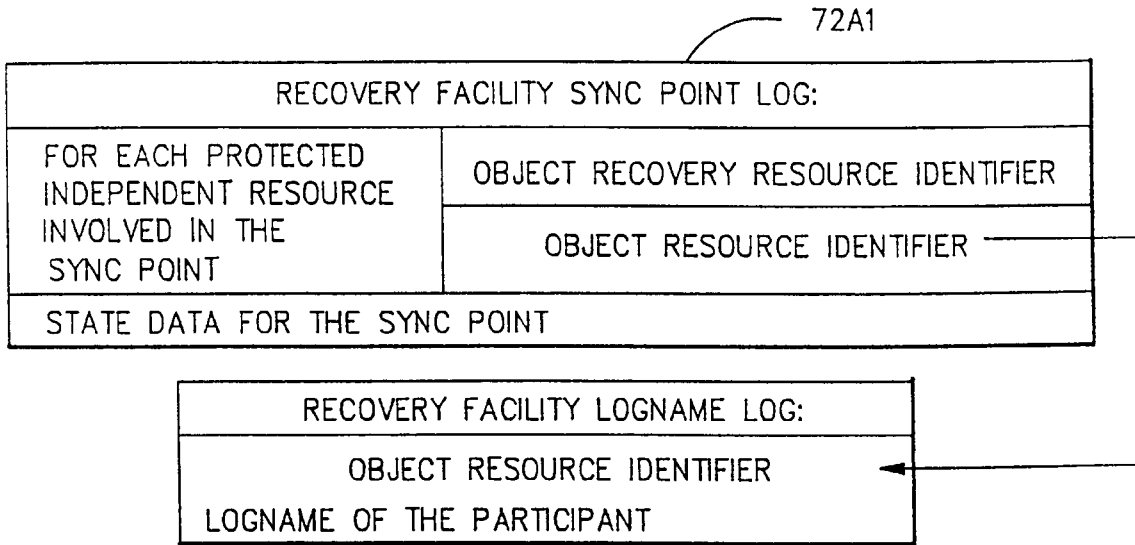 72A1
RECOVERY FACILITY SYNC POINT LOG:
FOR EACH PROTECTED
INDEPENDENT RESOURCE
INVOLVED IN THE
SYNC POINT
OBJECT RECOVERY RESOURCE IDENTIFIER
OBJECT RESOURCE IDENTIFIER
STATE DATA FOR THE SYNC POINT
RECOVERY FACILITY LOGNAME LOG:
OBJECT RESOURCE IDENTIFIER
LOGNAME OF THE PARTICIPANT